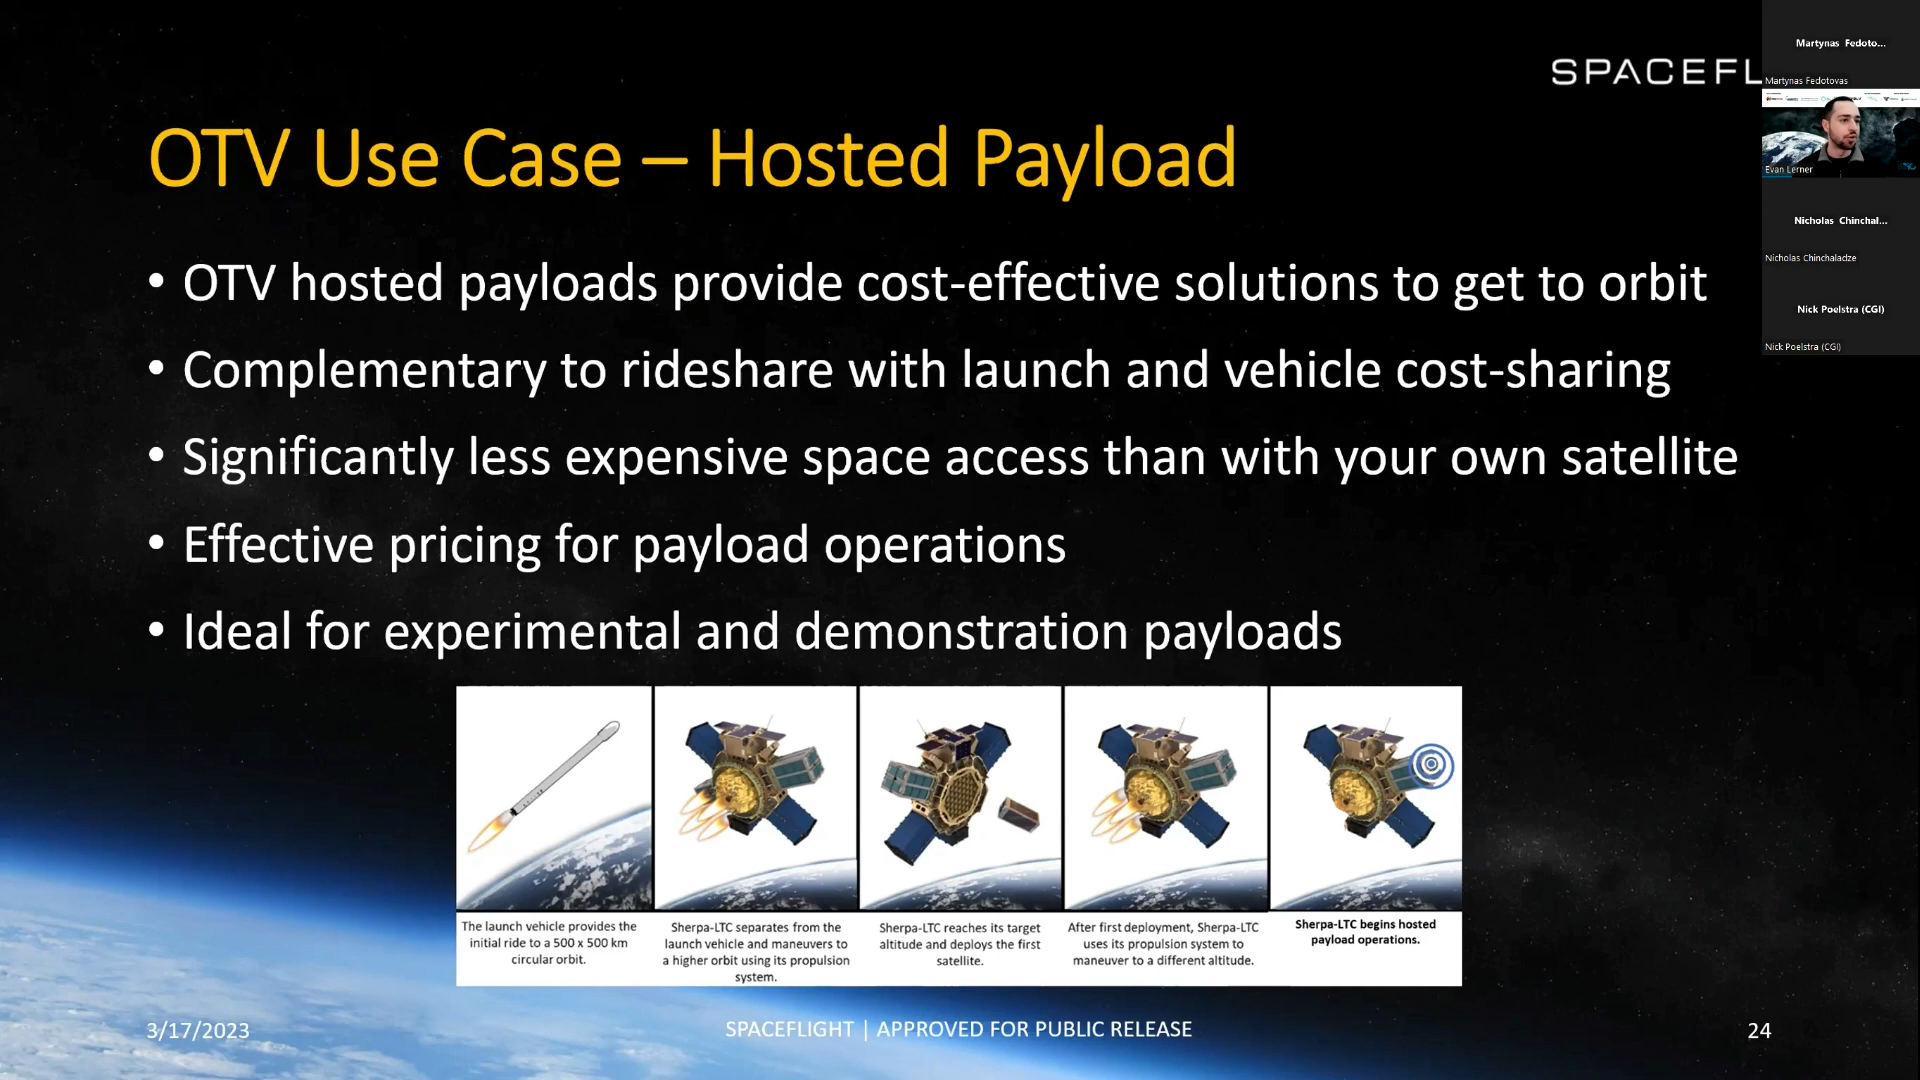 SPACEFL
OTV Use Case – Hosted Payload
• OTV hosted payloads provide cost-effective solutions to get to orbit
• Complementary to rideshare with launch and vehicle cost-sharing
• Significantly less expensive space access than with your own satellite
• Effective pricing for payload operations
• Ideal for experimental and demonstration payloads
The launch vehicle provides the
initial ride to a 500 x 500 km
circular orbit.
Sherpa-LTC separates from the
launch vehicle and maneuvers to
a higher orbit using its propulsion
system.
Sherpa-LTC reaches its target
altitude and deploys the first
satellite.
After first deployment, Sherpa-LTC
uses its propulsion system to
maneuver to a different altitude.
Sherpa-LTC begins hosted
payload operations.
3/17/2023
SPACEFLIGHT | APPROVED FOR PUBLIC RELEASE
24
Martynas Fedoto...
Martynas Fedotovas
Evan Lerner
Nicholas Chinchal...
Nicholas Chinchaladze
Nick Poelstra (CGI)
Nick Poelstra (CGI)